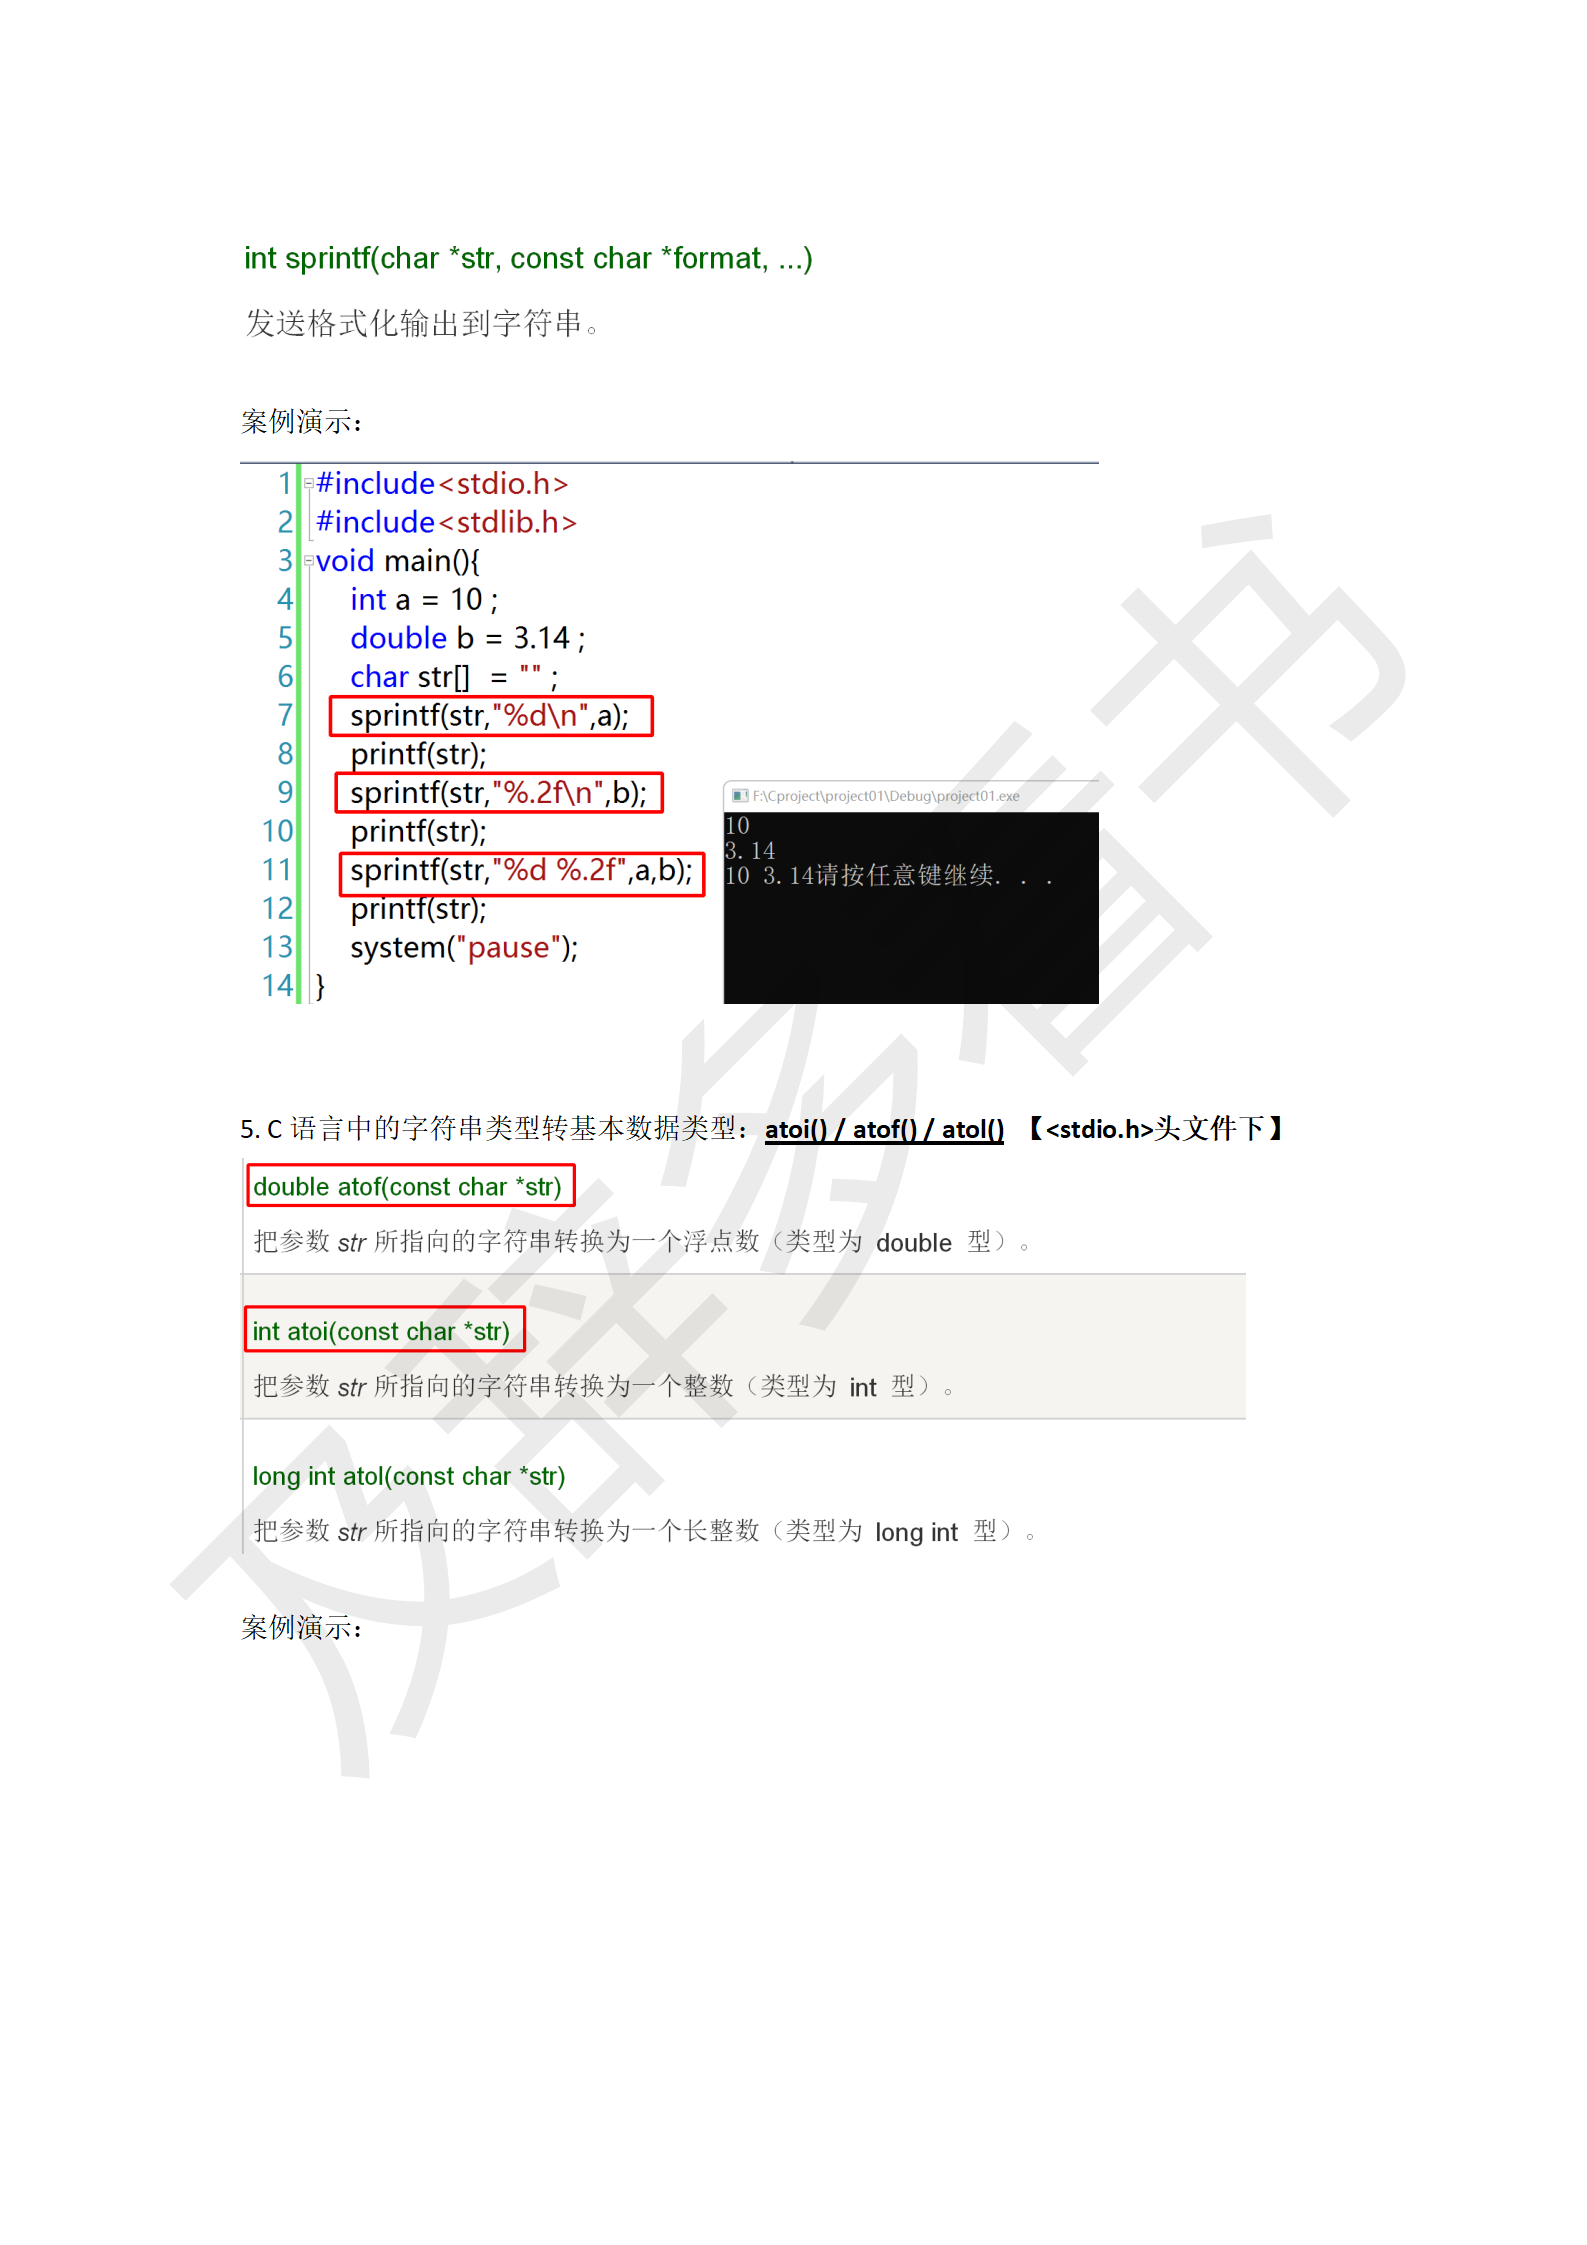 int sprintf(char *str, const char *format, ...)
发送格式化输出到字符串。
案例演示：
1 #include<stdio.h>
2 #include<stdlib.h>
3 void main(){
4 int a = 10 ;
5 double b = 3.14 ;
6 char str[] = "" ;
7 sprintf(str,"%d\n",a);
8 printf(str);
9 sprintf(str,"%.2f\n",b);
10 printf(str);
11 sprintf(str,"%d %.2f",a,b);
12 printf(str);
13 system("pause");
14 }
F:\Cproject\project01\Debug\project01.exe
10
3.14
10 3.14请按任意键继续. . .
5. C 语言中的字符串类型转基本数据类型：atoi() / atof() / atol() 【<stdio.h>头文件下】
double atof(const char *str)
把参数 str 所指向的字符串转换为一个浮点数（类型为 double 型）。
int atoi(const char *str)
把参数 str 所指向的字符串转换为一个整数（类型为 int 型）。
long int atol(const char *str)
把参数 str 所指向的字符串转换为一个长整数（类型为 long int 型）。
案例演示：
及辞多看书